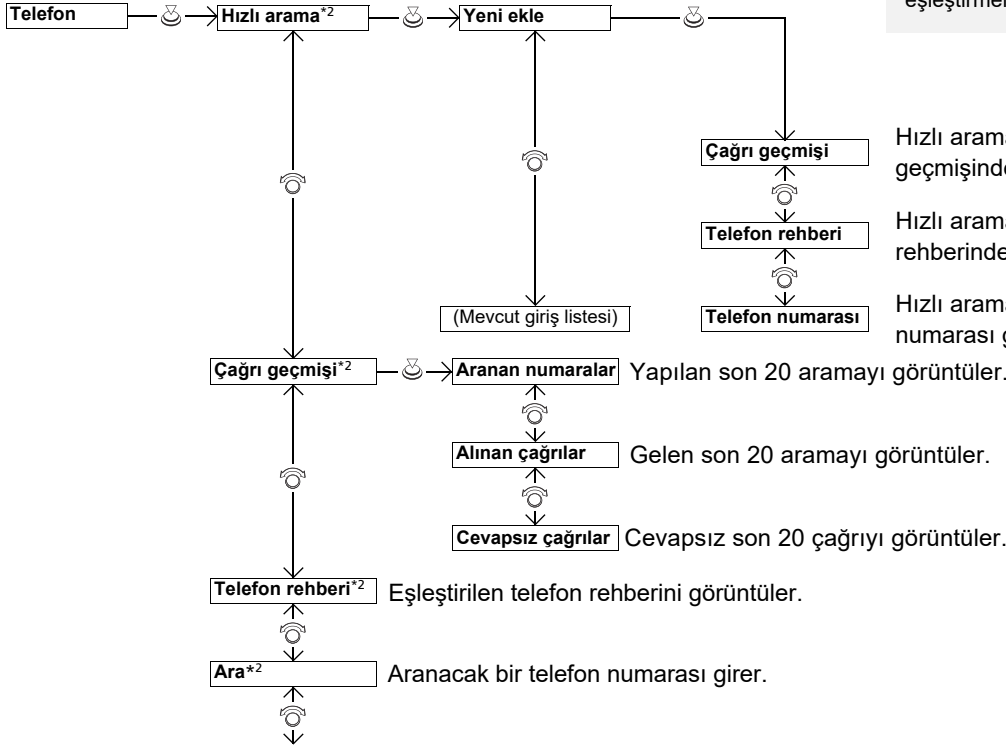 eşleştirme
Telefon
Hızlı arama*2
Yeni ekle
Çağrı geçmişi
Hızlı arama
geçmişind
Telefon rehberi
Hızlı arama
rehberinde
(Mevcut giriş listesi)
Telefon numarası
Hızlı arama
numarası
Çağrı geçmişi*2
Aranan numaralar
Yapılan son 20 aramayı görüntüler.
Alınan çağrılar
Gelen son 20 aramayı görüntüler.
Cevapsız çağrılar
Cevapsız son 20 çağrıyı görüntüler.
Telefon rehberi*2
Eşleştirilen telefon rehberini görüntüler.
Ara*2
Aranacak bir telefon numarası girer.